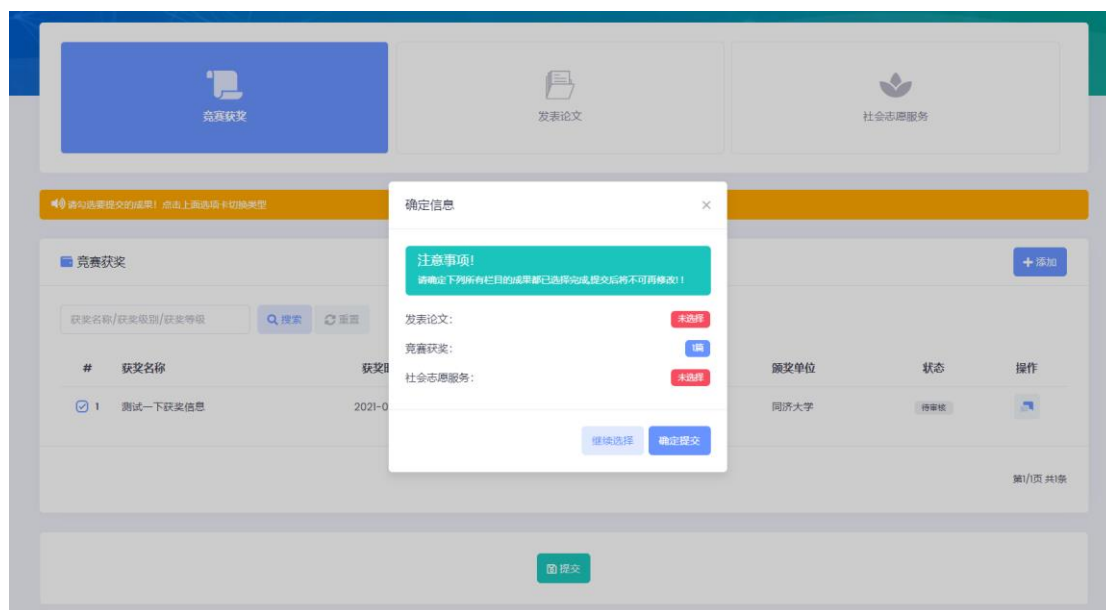 竞赛获奖
发表论文
社会志愿服务
请勾选要提交的成果!点击上面选项卡切换类型
确定信息
×
注意事项!
请确定下列所有栏目的成果都已选择完成,提交后将不可再修改!!
发表论文: 未选择
竞赛获奖: 1篇
社会志愿服务: 未选择
继续选择 确定提交
竞赛获奖
+ 添加
获奖名称/获奖级别/获奖等级 搜索 重置
# 获奖名称 颁奖单位 状态 操作
1 测试一下获奖信息 2021-0 同济大学 待审核
第1/1页 共1条
提交